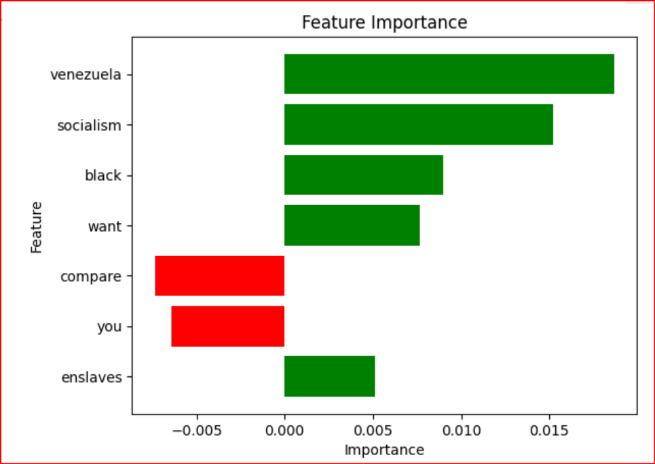 Feature Importance
venezuela
socialism
black
want
compare
you
enslaves
Feature
−0.005 0.000 0.005 0.010 0.015
Importance